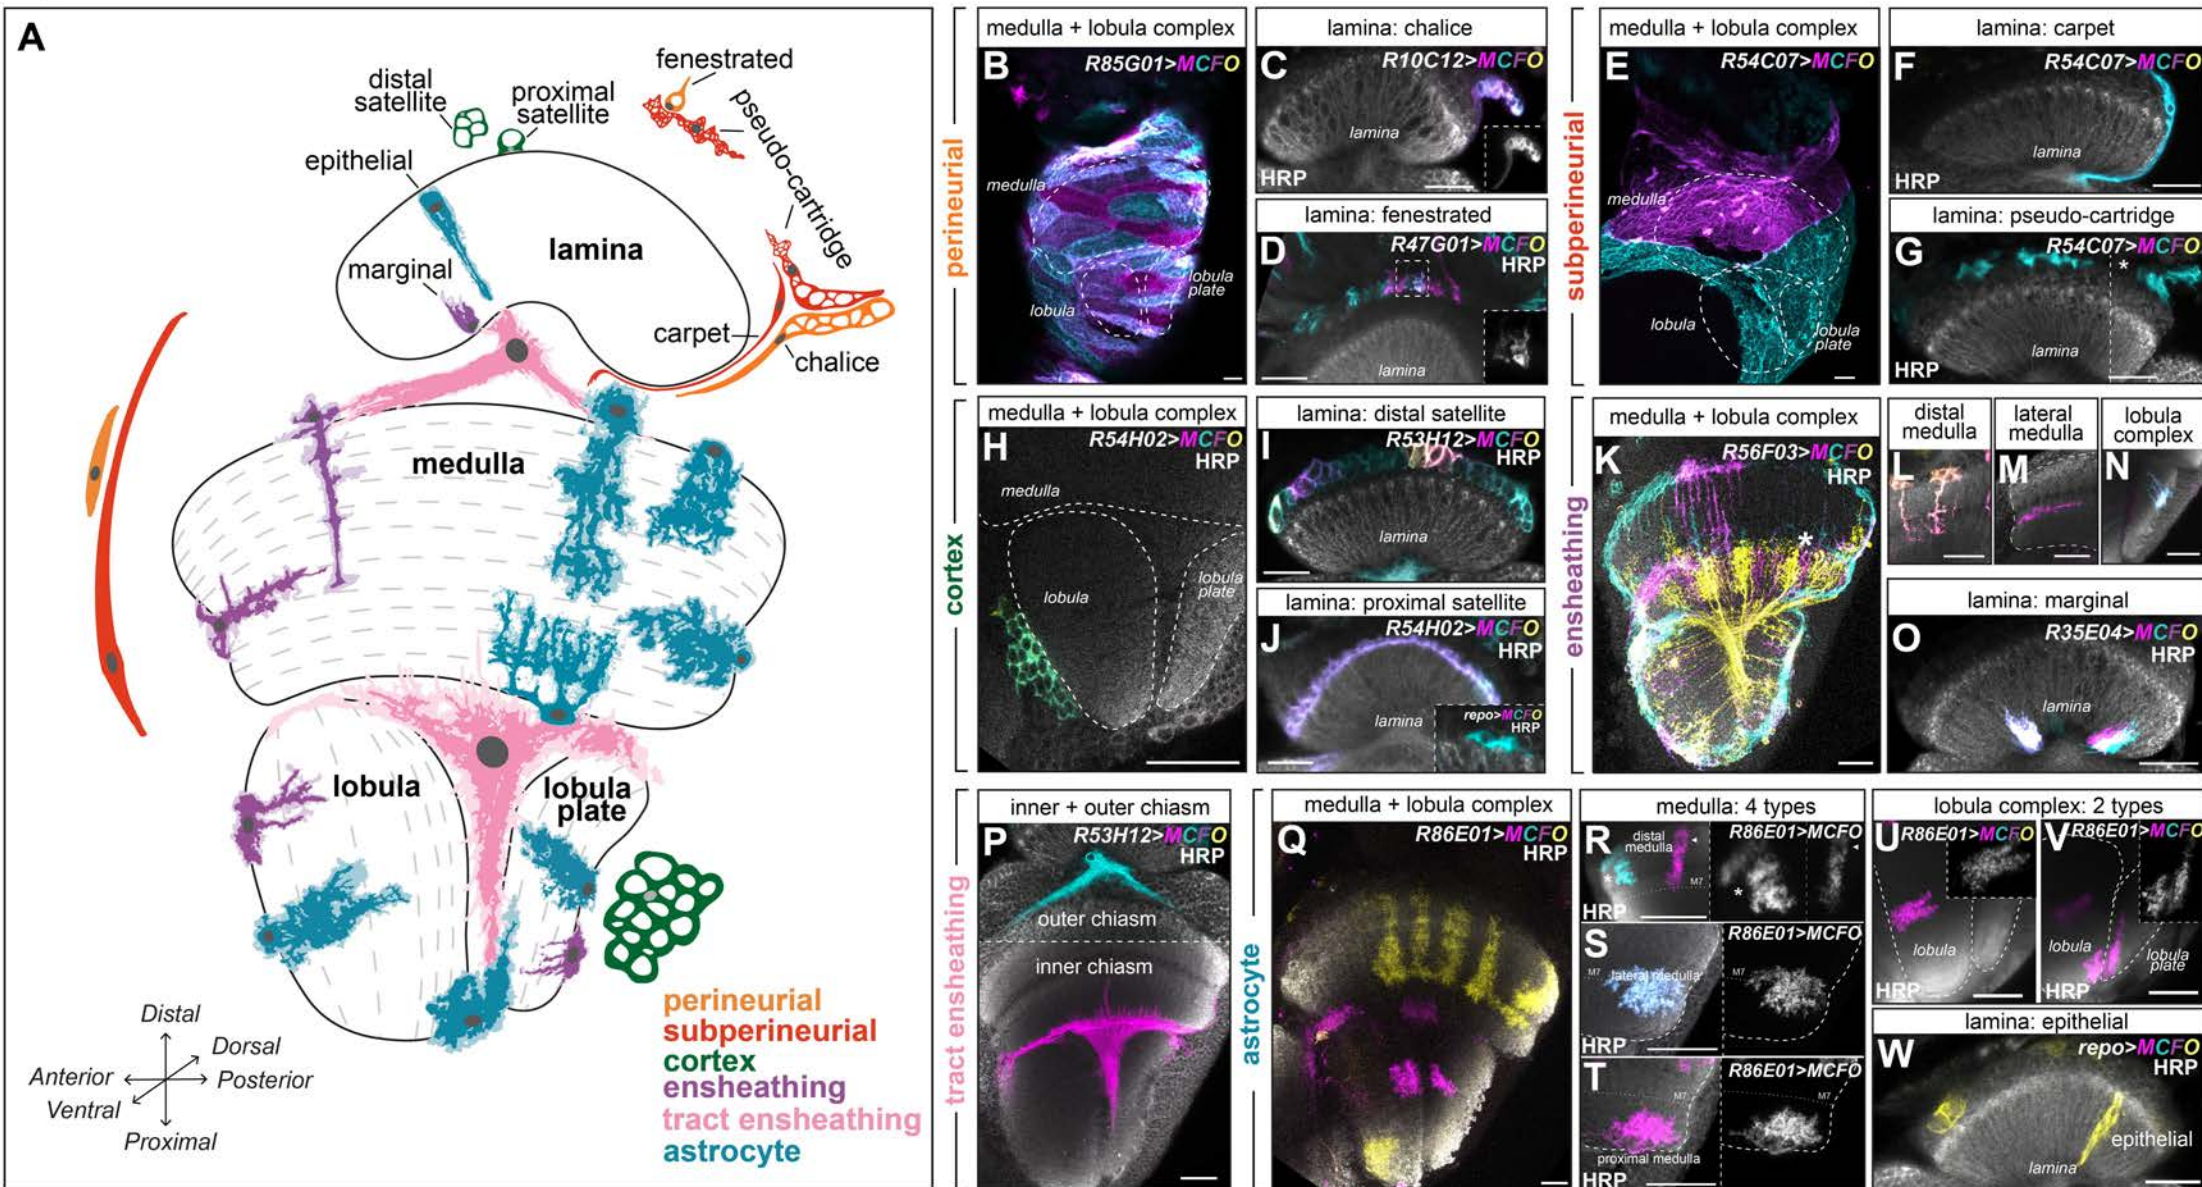 A
fenestrated
distal
satellite
proximal
satellite
pseudo-cartridge
epithelial
lamina
marginal
carpet
chalice
medulla
lobula
lobula
plate
Distal
Dorsal
Anterior
Posterior
Ventral
Proximal
perineurial
subperineurial
cortex
ensheathing
tract ensheathing
astrocyte
perineurial
medulla + lobula complex
B
R85G01>MCFO
medulla
lobula
plate
lobula
lamina: chalice
C
R10C12>MCFO
lamina
HRP
lamina: fenestrated
D
R47G01>MCFO
HRP
lamina
subperineurial
medulla + lobula complex
E
R54C07>MCFO
medulla
lobula
lobula
plate
lamina: carpet
F
R54C07>MCFO
lamina
HRP
lamina: pseudo-cartridge
G
R54C07>MCFO
*
lamina
HRP
cortex
medulla + lobula complex
H
R54H02>MCFO
HRP
medulla
lobula
lobula
plate
lamina: distal satellite
I
R53H12>MCFO
HRP
lamina
lamina: proximal satellite
J
R54H02>MCFO
HRP
lamina
repo>MCFO
HRP
ensheathing
medulla + lobula complex
K
R56F03>MCFO
HRP
*
distal
medulla
L
lateral
medulla
M
lobula
complex
N
lamina: marginal
O
R35E04>MCFO
HRP
lamina
tract ensheathing
inner + outer chiasm
P
R53H12>MCFO
HRP
outer chiasm
inner chiasm
astrocyte
medulla + lobula complex
Q
R86E01>MCFO
HRP
medulla: 4 types
R
distal
medulla
R86E01>MCFO
*
M7
*
HRP
S
R86E01>MCFO
M7
lateral medulla
M7
HRP
T
R86E01>MCFO
M7
M7
proximal medulla
HRP
lobula complex: 2 types
U
R86E01>MCFO
lobula
HRP
V
R86E01>MCFO
lobula
lobula
plate
HRP
lamina: epithelial
W
repo>MCFO
HRP
epithelial
lamina